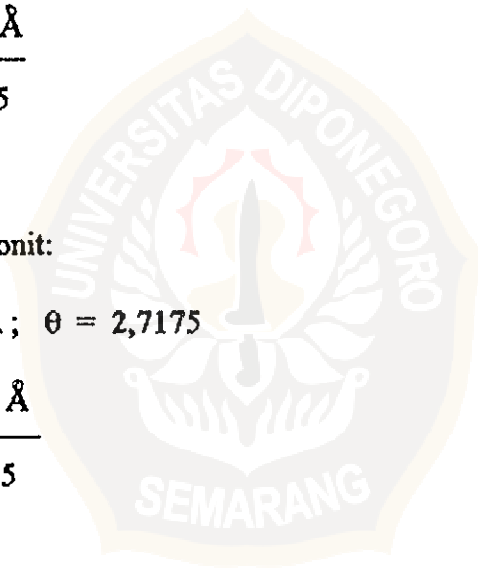 Å
5
onit:
; θ = 2,7175
Å
5
UNIVERSITAS DIPONEGORO
SEMARANG